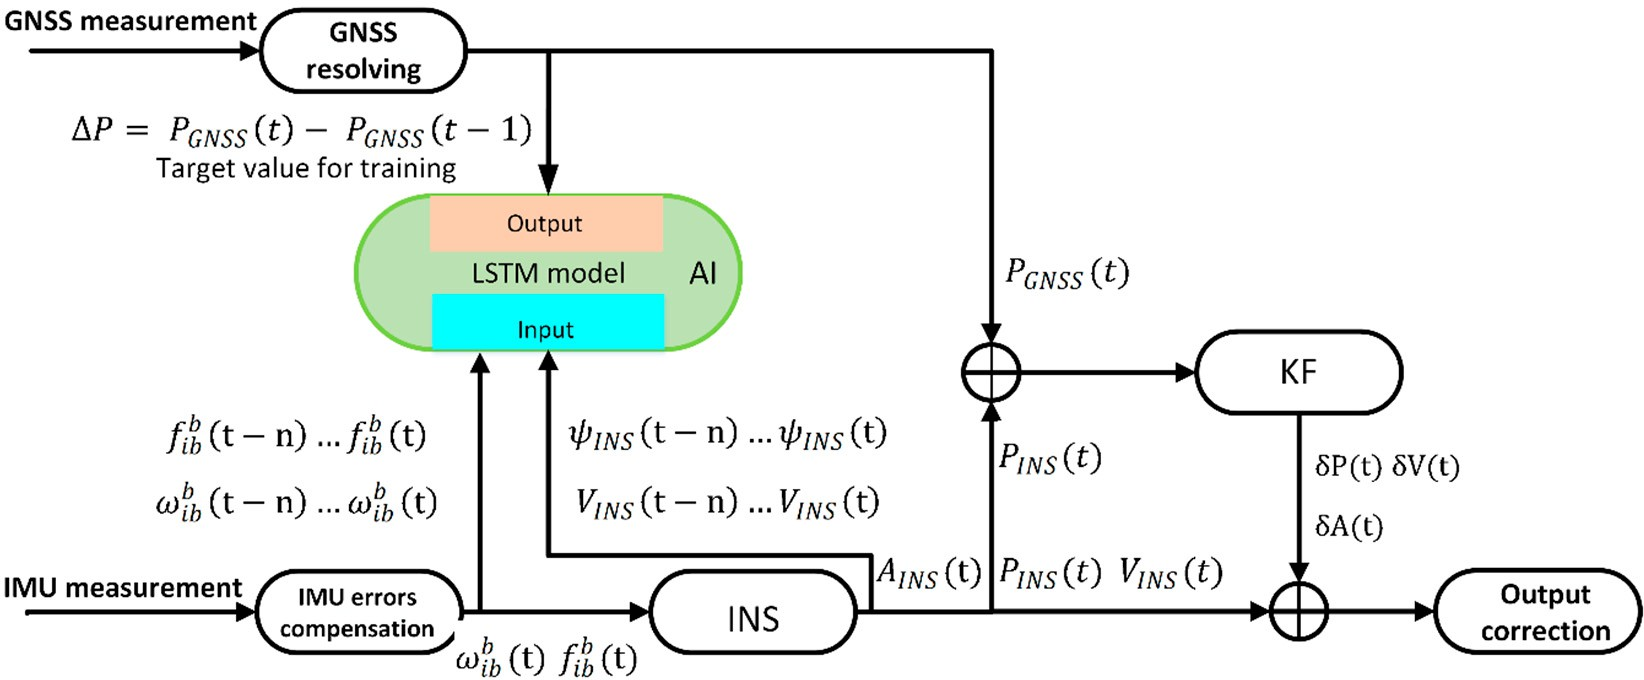 GNSS measurement
GNSS
resolving
ΔP = P_GNSS(t) − P_GNSS(t − 1)
Target value for training
Output
LSTM model
AI
Input
P_GNSS(t)
KF
f_ib^b(t − n) … f_ib^b(t)
ω_ib^b(t − n) … ω_ib^b(t)
ψ_INS(t − n) … ψ_INS(t)
V_INS(t − n) … V_INS(t)
P_INS(t)
δP(t) δV(t)
δA(t)
IMU measurement
IMU errors
compensation
ω_ib^b(t) f_ib^b(t)
INS
A_INS(t) P_INS(t) V_INS(t)
Output
correction